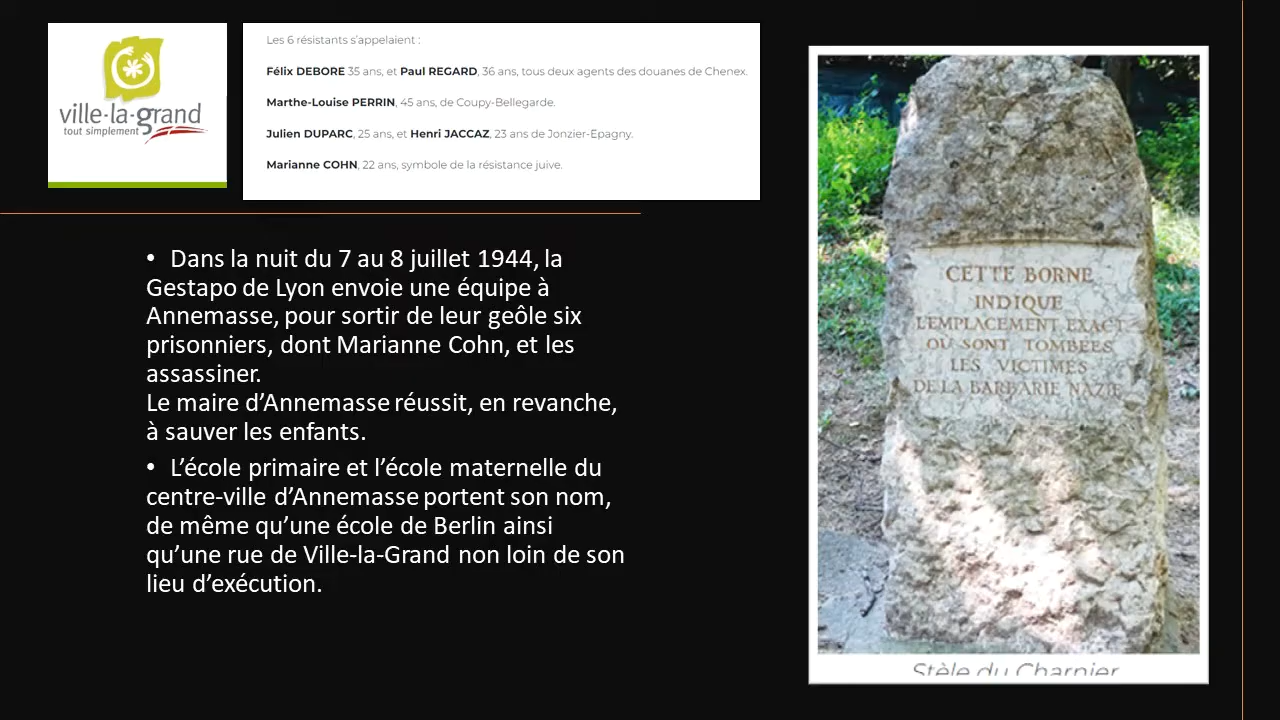 ville-la-grand
tout simplement
Les 6 résistants s'appelaient :
Félix DEBORE 35 ans, et Paul REGARD, 36 ans, tous deux agents des douanes de Chenex.
Marthe-Louise PERRIN, 45 ans, de Coupy-Bellegarde.
Julien DUPARC, 25 ans, et Henri JACCAZ, 23 ans de Jonzier-Epagny.
Marianne COHN, 22 ans, symbole de la résistance juive.
• Dans la nuit du 7 au 8 juillet 1944, la
Gestapo de Lyon envoie une équipe à
Annemasse, pour sortir de leur geôle six
prisonniers, dont Marianne Cohn, et les
assassiner.
Le maire d’Annemasse réussit, en revanche,
à sauver les enfants.
• L’école primaire et l’école maternelle du
centre-ville d’Annemasse portent son nom,
de même qu’une école de Berlin ainsi
qu’une rue de Ville-la-Grand non loin de son
lieu d’exécution.
CETTE BORNE
INDIQUE
L'EMPLACEMENT EXACT
OÙ SONT TOMBÉES
LES VICTIMES
DE LA BARBARIE NAZIE
Stèle du Charnier